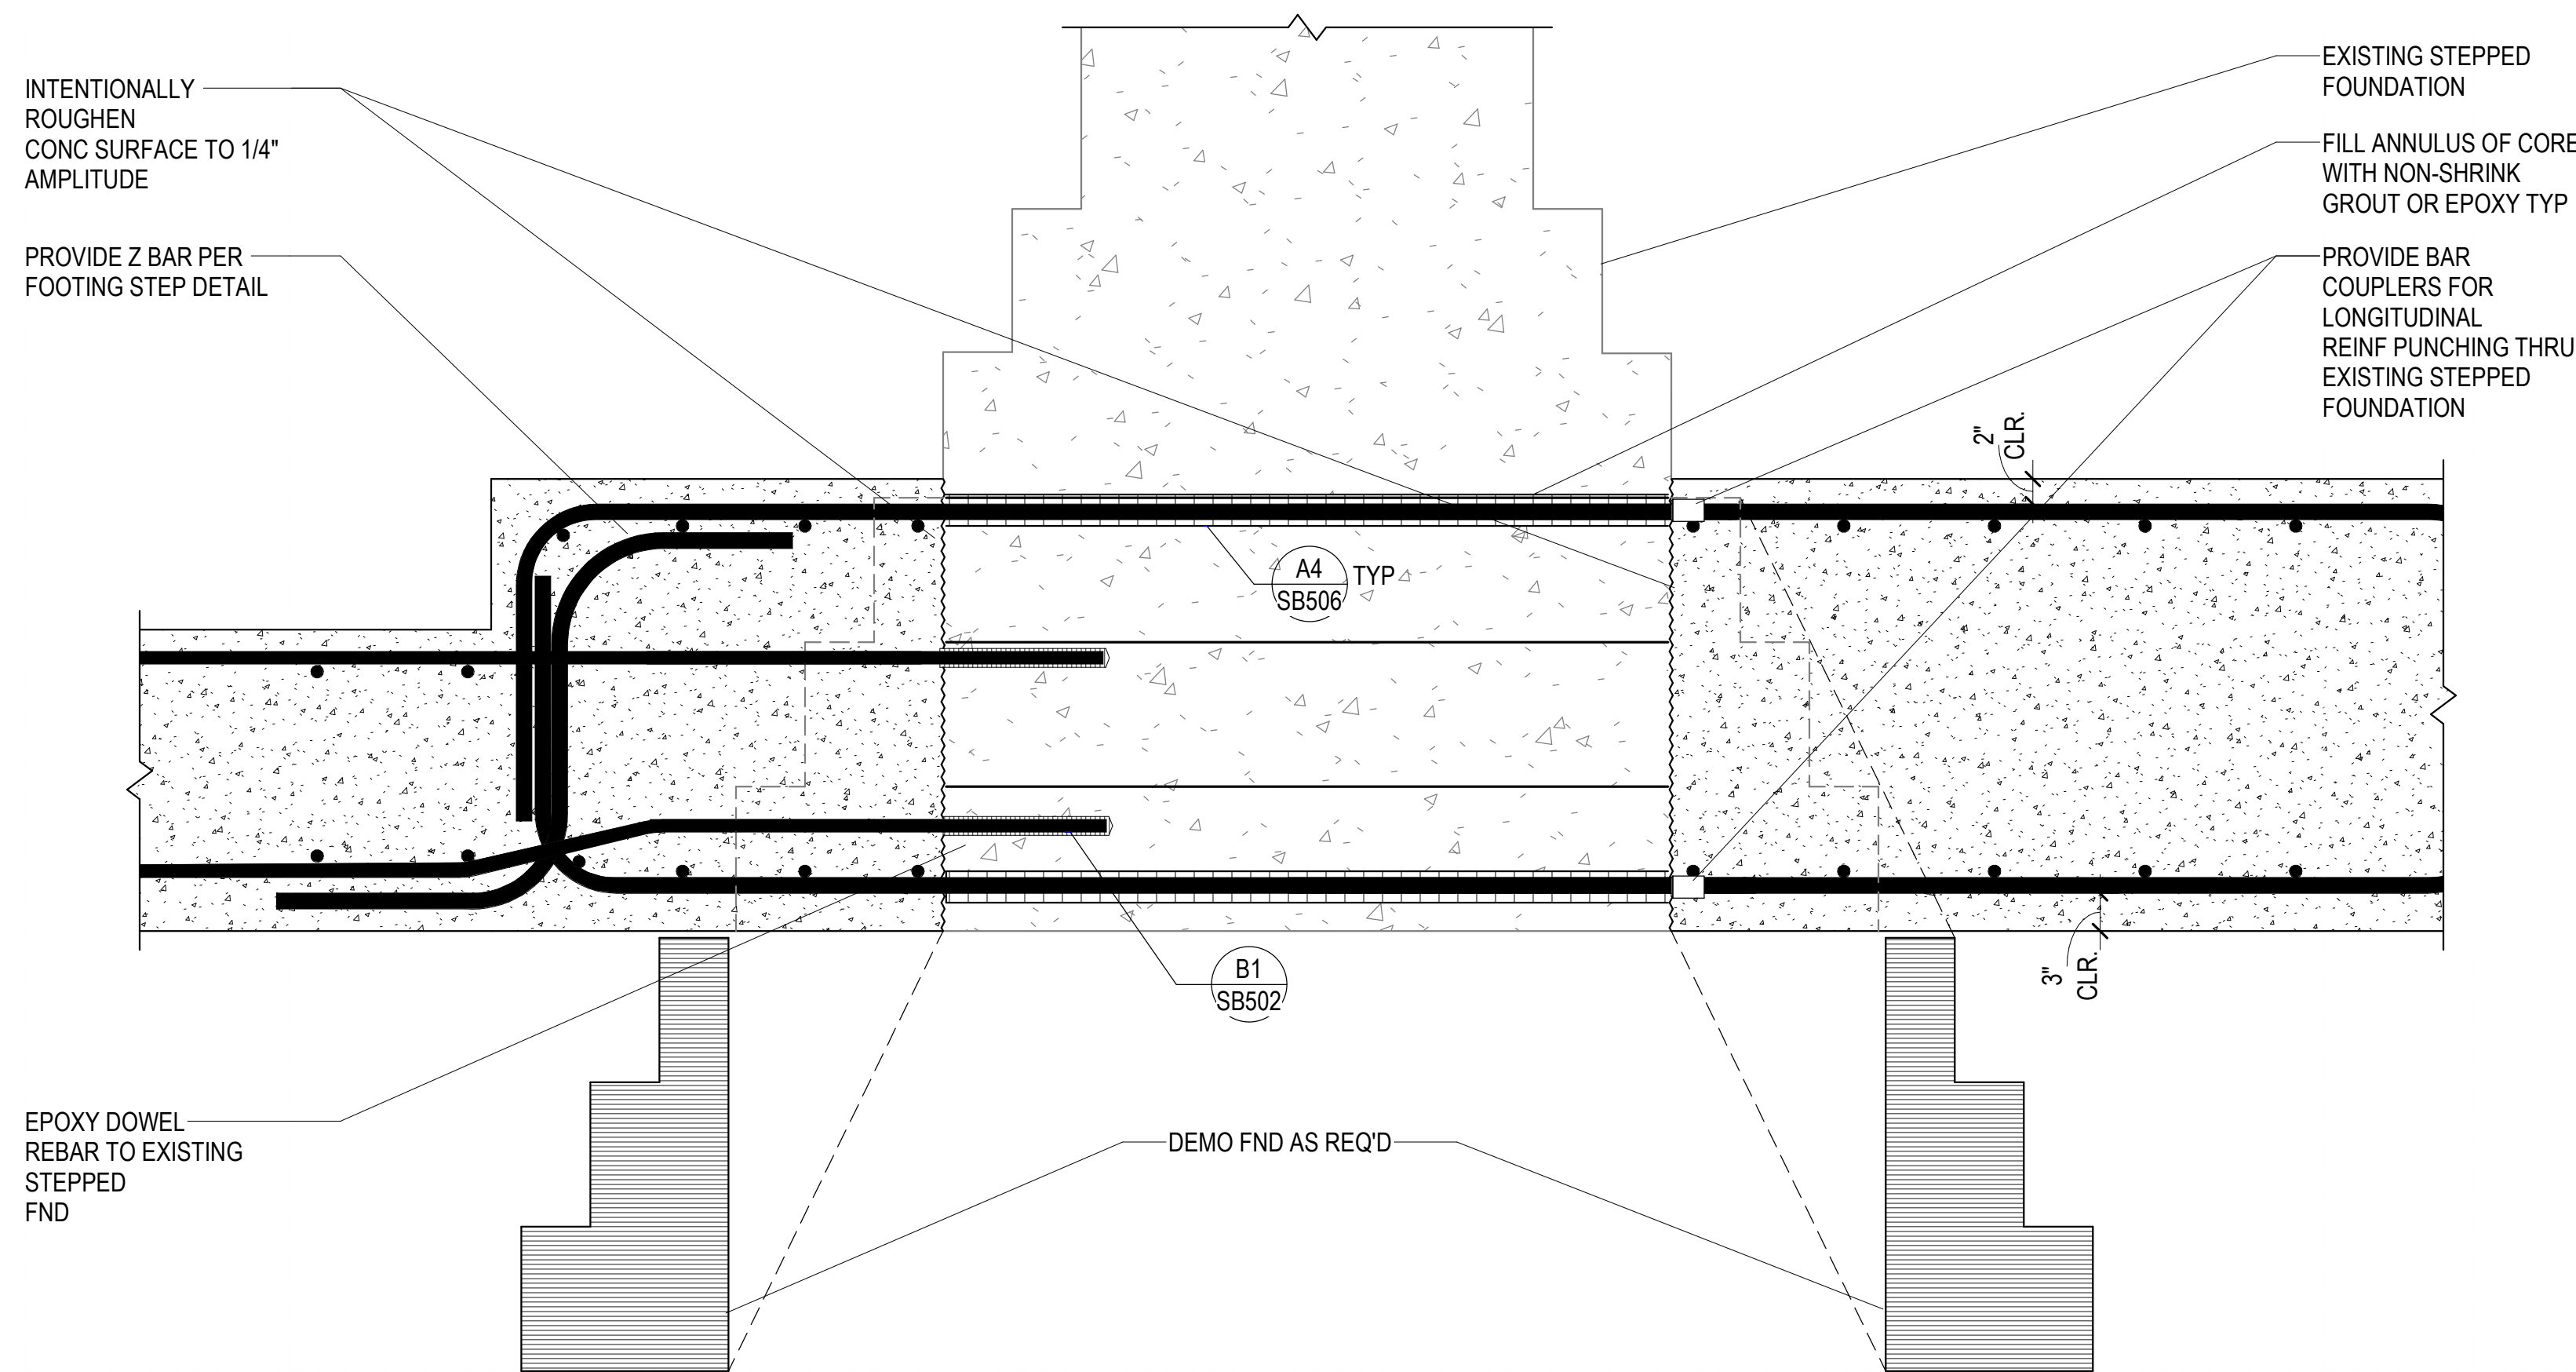 INTENTIONALLY
ROUGHEN
CONC SURFACE TO 1/4"
AMPLITUDE
PROVIDE Z BAR PER
FOOTING STEP DETAIL
EXISTING STEPPED
FOUNDATION
FILL ANNULUS OF CORE
WITH NON-SHRINK
GROUT OR EPOXY TYP
PROVIDE BAR
COUPLERS FOR
LONGITUDINAL
REINF PUNCHING THRU
EXISTING STEPPED
FOUNDATION
2"
CLR.
A4 TYP
SB506
B1
SB502
3"
CLR.
EPOXY DOWEL
REBAR TO EXISTING
STEPPED
FND
DEMO FND AS REQ'D